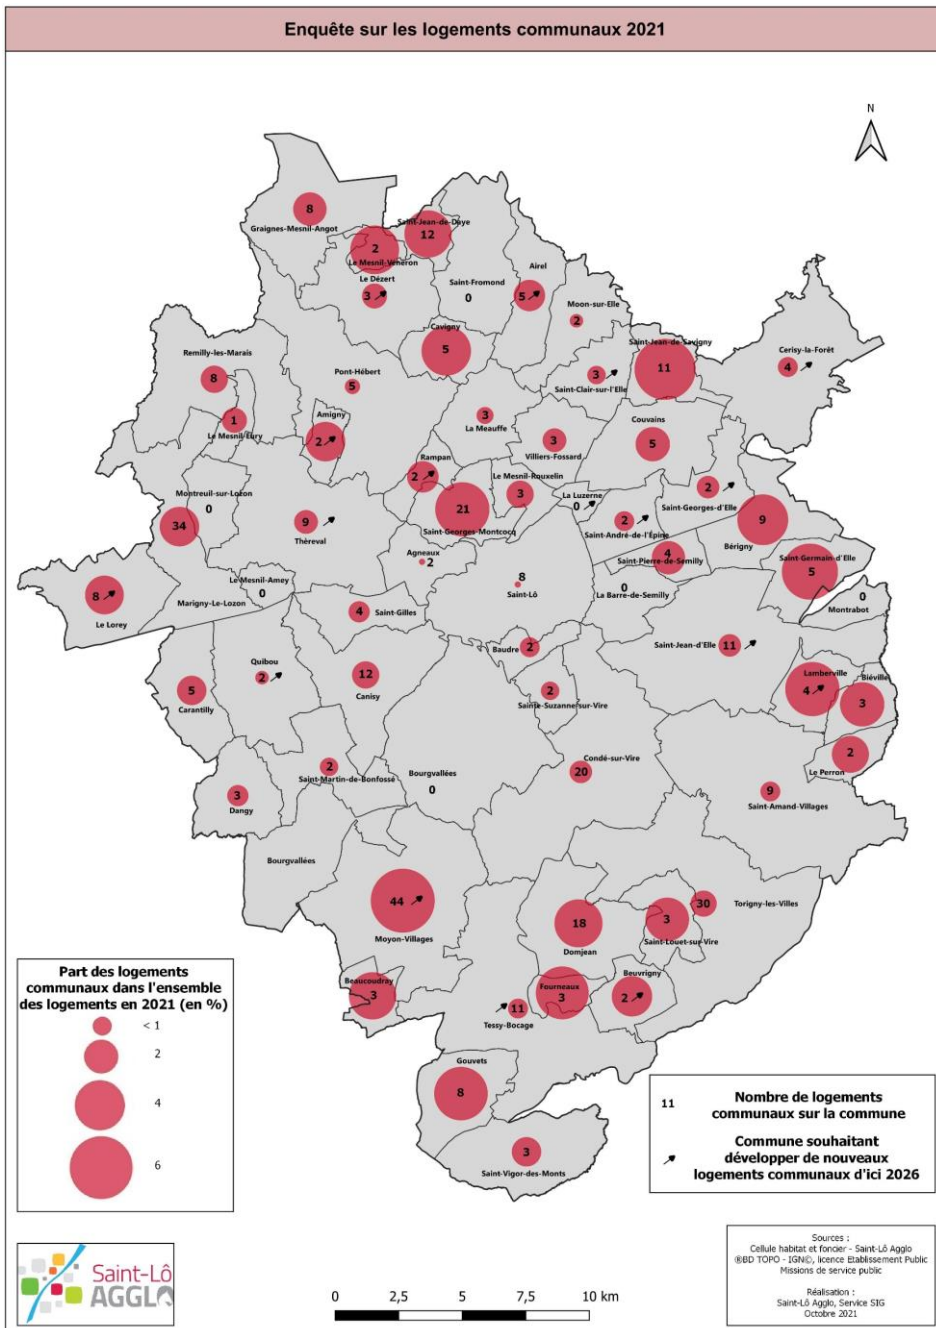 Enquête sur les logements communaux 2021
N
8
Graignes-Mesnil-Angot
Saint-Jean-de-Daye
12
2
Le Mesnil-Vénéron
Le Dézert
3
Saint-Fromond
0
Airel
5
Moon-sur-Elle
2
Cavigny
5
Saint-Jean-de-Savigny
11
Cerisy-la-Forêt
4
Remilly-les-Marais
8
Pont-Hébert
5
3
Saint-Clair-sur-l'Elle
1
Le Mesnil-Eury
Amigny
2
3
La Meauffe
3
Villiers-Fossard
Couvains
5
Rampan
2
Le Mesnil-Rouxelin
3
Montreuil-sur-Lozon
0
34
9
Thèreval
21
Saint-Georges-Montcocq
La Luzerne
0
2
Saint-Georges-d'Elle
2
Saint-André-de-l'Épine
9
Bérigny
4
Saint-Pierre-de-Semilly
Saint-Germain-d'Elle
5
Agneaux
2
8
Saint-Lô
0
La Barre-de-Semilly
0
Montrabot
Le Mesnil-Amey
0
8
Le Lorey
Marigny-Le-Lozon
4
Saint-Gilles
Baudre
2
Saint-Jean-d'Elle
11
Quibou
2
12
Canisy
5
Carantilly
2
Sainte-Suzanne-sur-Vire
Lamberville
4
Biéville
3
2
Le Perron
2
Saint-Martin-de-Bonfossé
Bourgvallées
0
Condé-sur-Vire
20
3
Dangy
9
Saint-Amand-Villages
Bourgvallées
44
Moyon-Villages
18
Domjean
3
Saint-Louet-sur-Vire
30
Torigny-les-Villes
Beaucoudray
3
Fourneaux
3
Beuvrigny
2
11
Tessy-Bocage
Gouvets
8
3
Saint-Vigor-des-Monts
Part des logements
communaux dans l'ensemble
des logements en 2021 (en %)
< 1
2
4
6
11
Nombre de logements
communaux sur la commune
Commune souhaitant
développer de nouveaux
logements communaux d'ici 2026
Saint-Lô
AGGLO
0
2,5
5
7,5
10 km
Sources :
Cellule habitat et foncier - Saint-Lô Agglo
®BD TOPO - IGN©, licence Etablissement Public
Missions de service public
Réalisation :
Saint-Lô Agglo, Service SIG
Octobre 2021